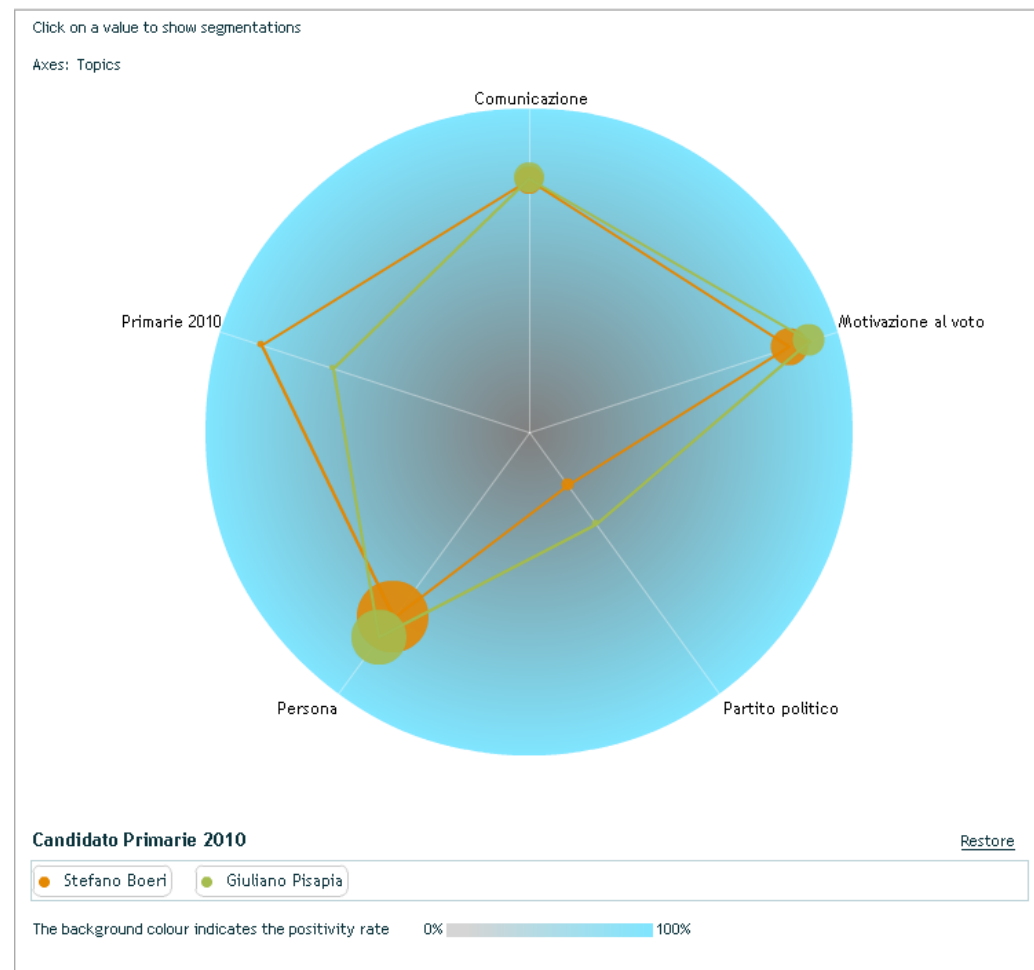 Click on a value to show segmentations
Axes: Topics
Comunicazione
Primarie 2010
Motivazione al voto
Persona
Partito politico
Candidato Primarie 2010
Restore
Stefano Boeri
Giuliano Pisapia
The background colour indicates the positivity rate 0% 100%